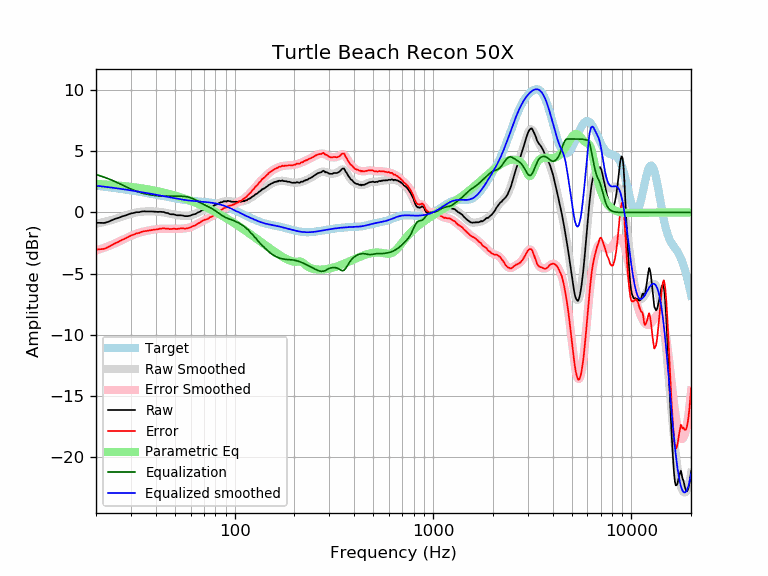 Turtle Beach Recon 50X
Amplitude (dBr)
10
5
0
−5
−10
−15
−20
Target
Raw Smoothed
Error Smoothed
Raw
Error
Parametric Eq
Equalization
Equalized smoothed
100
1000
10000
Frequency (Hz)